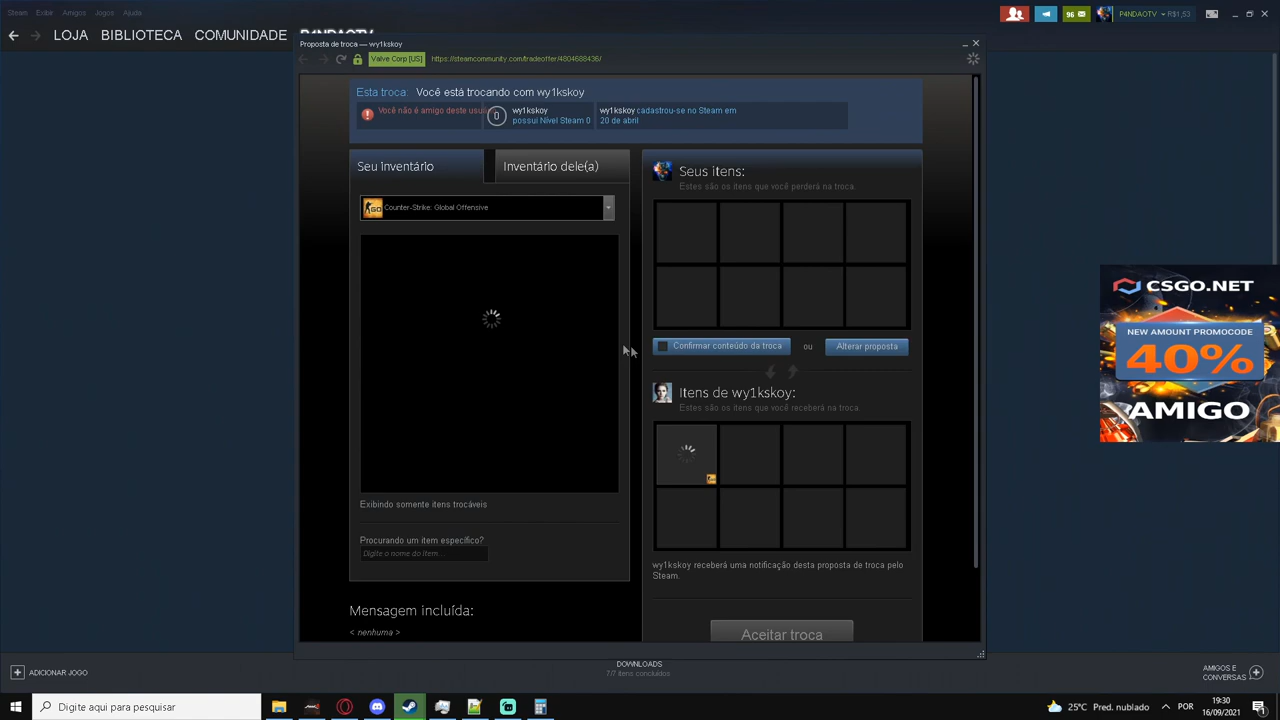 Steam Exibir Amigos Jogos Ajuda
96 P4NDAOTV R$1,53
LOJA BIBLIOTECA COMUNIDADE P4NDAOTV
Proposta de troca — wy1kskoy
Valve Corp [US] https://steamcommunity.com/tradeoffer/4804688436/
Esta troca: Você está trocando com wy1kskoy
Você não é amigo deste
0
wy1kskoy
possui Nível Steam 0
wy1kskoy cadastrou-se no Steam em
20 de abril
Seu inventário
Inventário dele(a)
Counter-Strike: Global Offensive
Exibindo somente itens trocáveis
Procurando um item específico?
Digite o nome do item...
Mensagem incluída:
< nenhuma >
Seus itens:
Estes são os itens que você perderá na troca.
Confirmar conteúdo da troca ou Alterar proposta
Itens de wy1kskoy:
Estes são os itens que você receberá na troca.
wy1kskoy receberá uma notificação desta proposta de troca pelo
Steam.
Aceitar troca
CSGO.NET
NEW AMOUNT PROMOCODE
40%
AMIGO
ADICIONAR JOGO
DOWNLOADS
7/7 itens concluídos
AMIGOS E
CONVERSAS
Digite aqui para pesquisar
25°C Pred. nublado
POR
19:30
16/09/2021